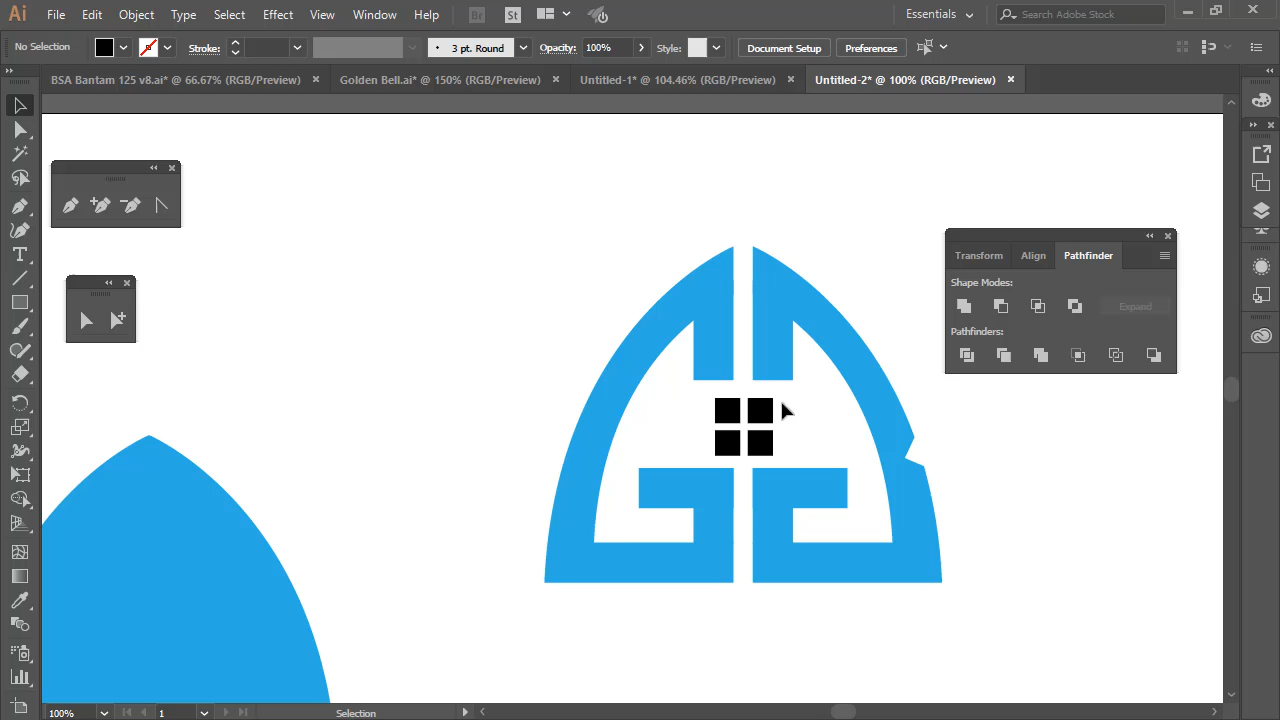 Ai File Edit Object Type Select Effect View Window Help Br St Essentials Search Adobe Stock
No Selection Stroke: 3 pt. Round Opacity: 100% Style: Document Setup Preferences
BSA Bantam 125 v8.ai* @ 66.67% (RGB/Preview) Golden Bell.ai* @ 150% (RGB/Preview) Untitled-1* @ 104.46% (RGB/Preview) Untitled-2* @ 100% (RGB/Preview)
Transform Align Pathfinder
Shape Modes:
Expand
Pathfinders:
100% 1 Selection